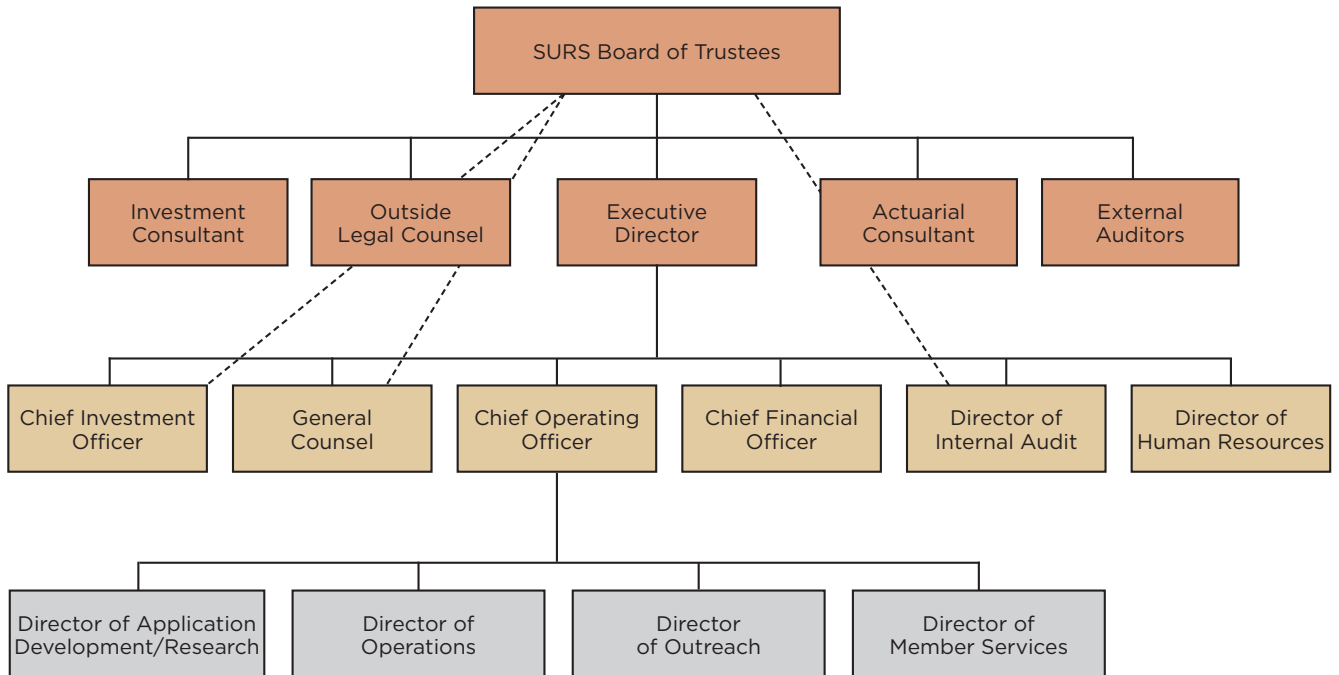 SURS Board of Trustees
Investment
Consultant
Outside
Legal Counsel
Executive
Director
Actuarial
Consultant
External
Auditors
Chief Investment
Officer
General
Counsel
Chief Operating
Officer
Chief Financial
Officer
Director of
Internal Audit
Director of
Human Resources
Director of Application
Development/Research
Director of
Operations
Director
of Outreach
Director of
Member Services